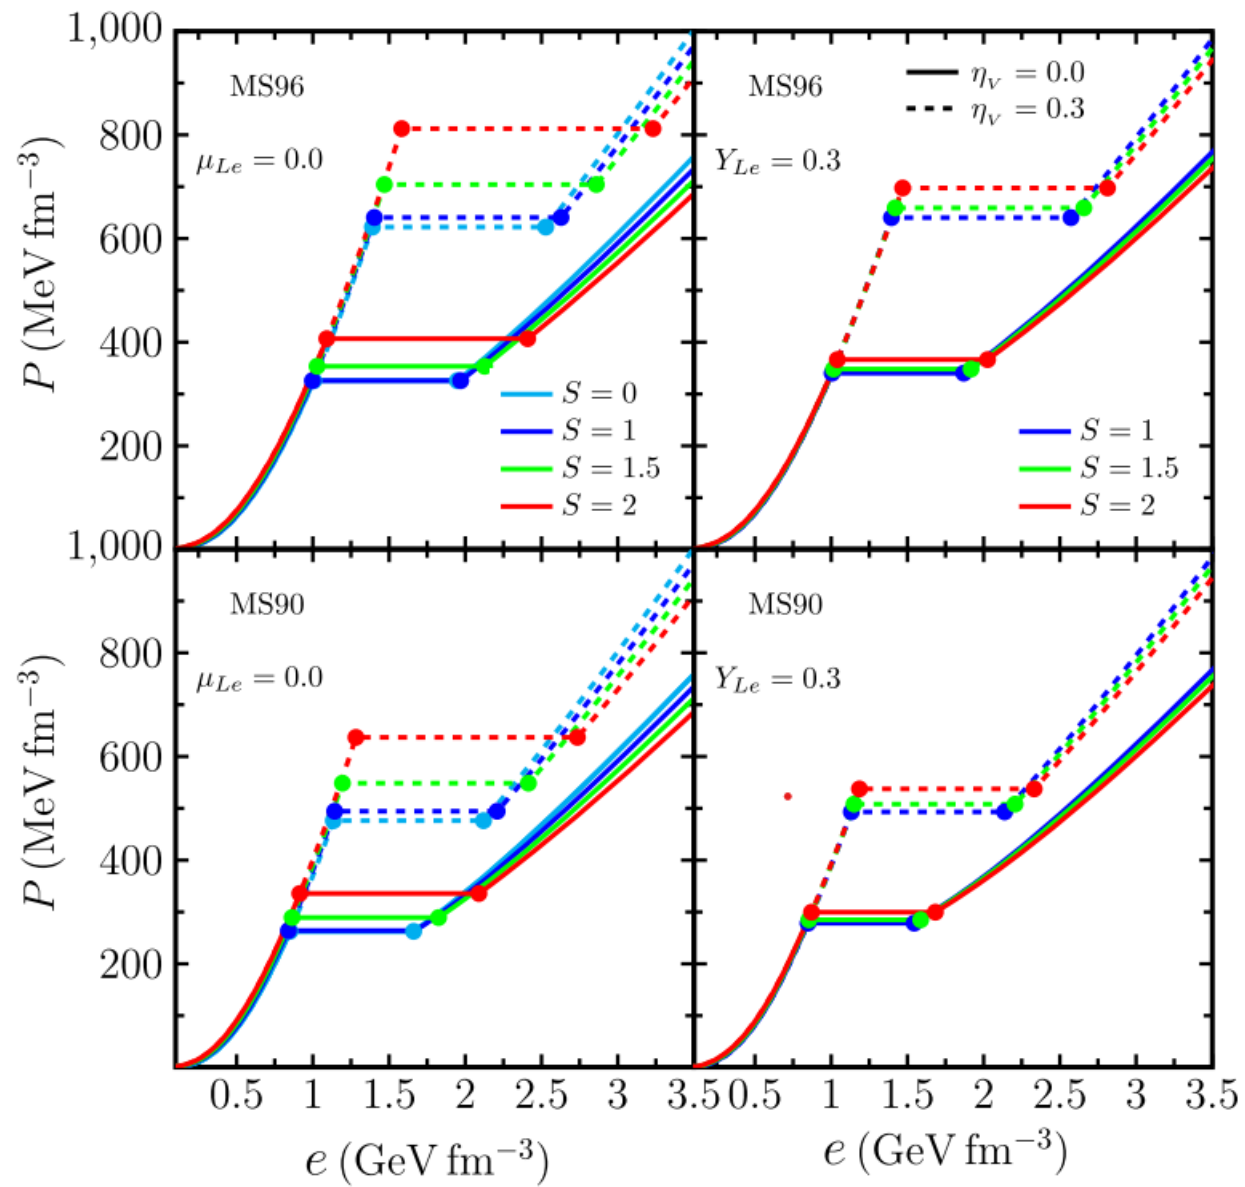 1,000
MS96
μLe = 0.0
800
600
400
200
P (MeV fm−3)
S = 0
S = 1
S = 1.5
S = 2
MS96
ηV = 0.0
ηV = 0.3
YLe = 0.3
S = 1
S = 1.5
S = 2
1,000
MS90
μLe = 0.0
800
600
400
200
P (MeV fm−3)
MS90
YLe = 0.3
0.5 1 1.5 2 2.5 3 3.5 0.5 1 1.5 2 2.5 3 3.5
e (GeV fm−3) e (GeV fm−3)